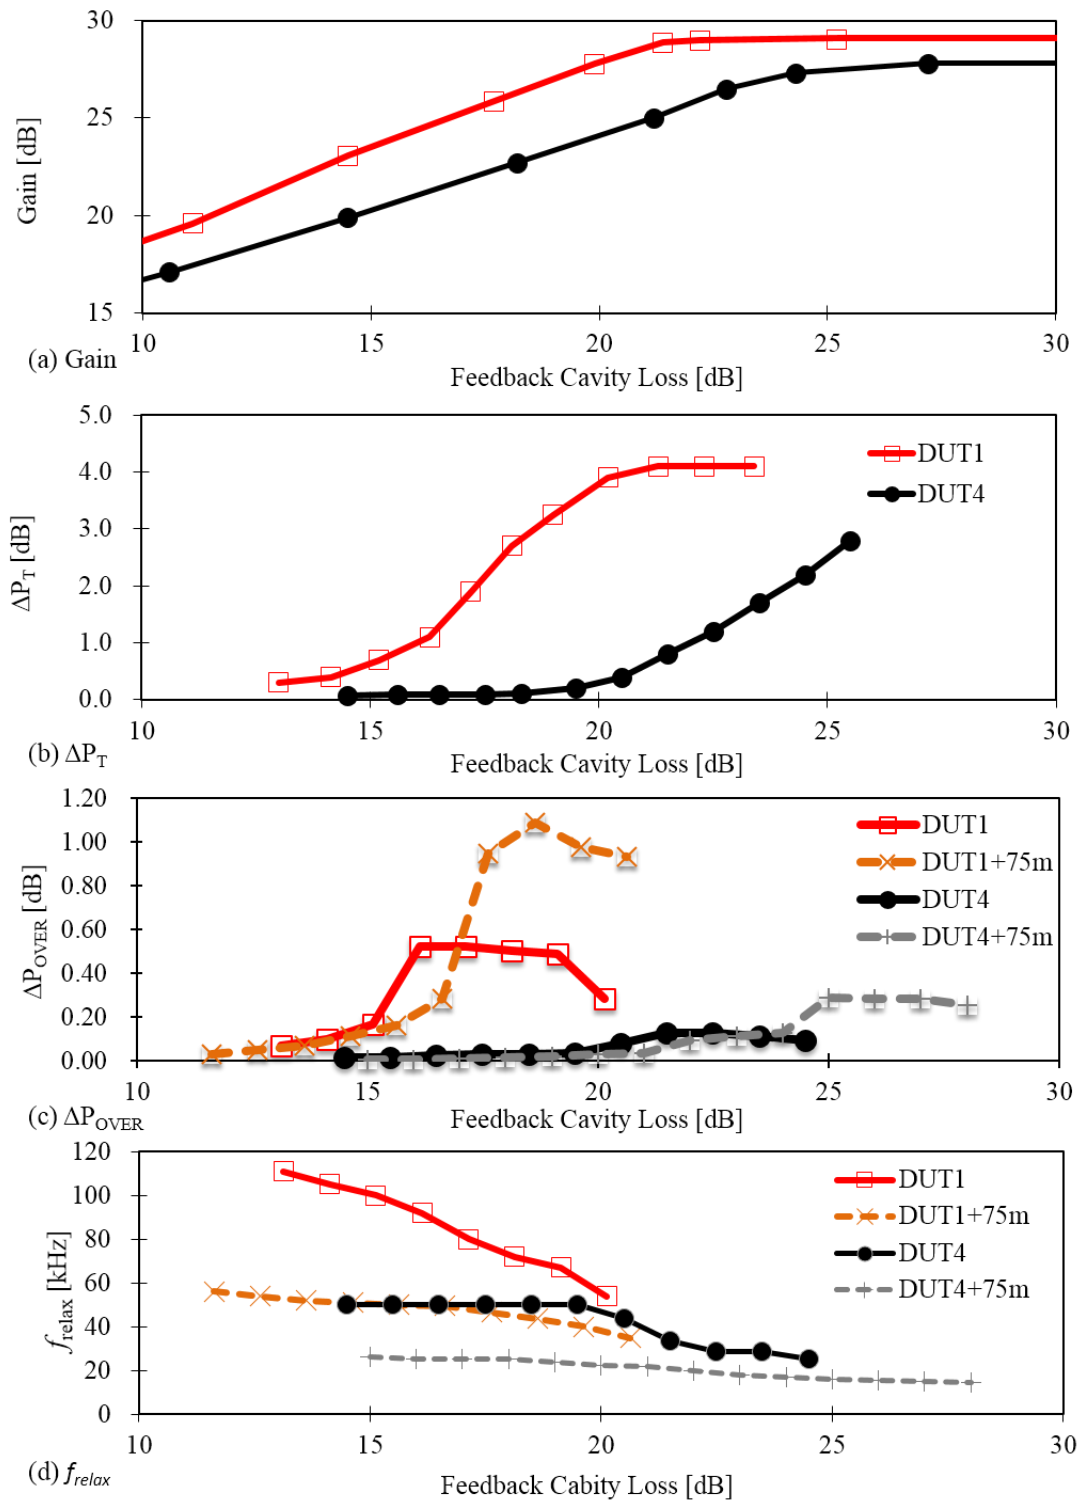 30
25
20
15
Gain [dB]
10 15 20 25 30
(a) Gain
Feedback Cavity Loss [dB]
5.0
4.0
3.0
2.0
1.0
0.0
ΔP_T [dB]
DUT1
DUT4
10 15 20 25 30
(b) ΔP_T
Feedback Cavity Loss [dB]
1.20
1.00
0.80
0.60
0.40
0.20
0.00
ΔP_OVER [dB]
DUT1
DUT1+75m
DUT4
DUT4+75m
10 15 20 25 30
(c) ΔP_OVER
Feedback Cavity Loss [dB]
120
100
80
60
40
20
0
f_relax [kHz]
DUT1
DUT1+75m
DUT4
DUT4+75m
10 15 20 25 30
(d) f_relax
Feedback Cabity Loss [dB]